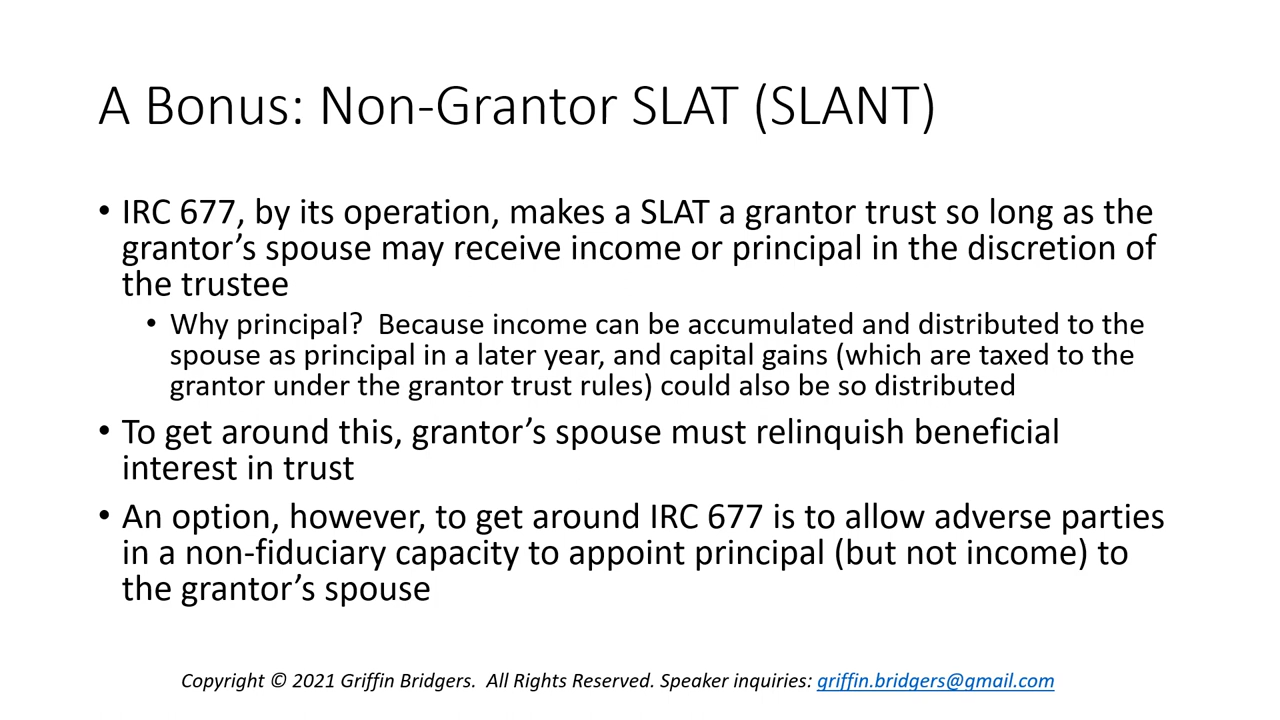 A Bonus: Non-Grantor SLAT (SLANT)
• IRC 677, by its operation, makes a SLAT a grantor trust so long as the
grantor’s spouse may receive income or principal in the discretion of
the trustee
• Why principal?  Because income can be accumulated and distributed to the
spouse as principal in a later year, and capital gains (which are taxed to the
grantor under the grantor trust rules) could also be so distributed
• To get around this, grantor’s spouse must relinquish beneficial
interest in trust
• An option, however, to get around IRC 677 is to allow adverse parties
in a non-fiduciary capacity to appoint principal (but not income) to
the grantor’s spouse
Copyright © 2021 Griffin Bridgers.  All Rights Reserved. Speaker inquiries: griffin.bridgers@gmail.com